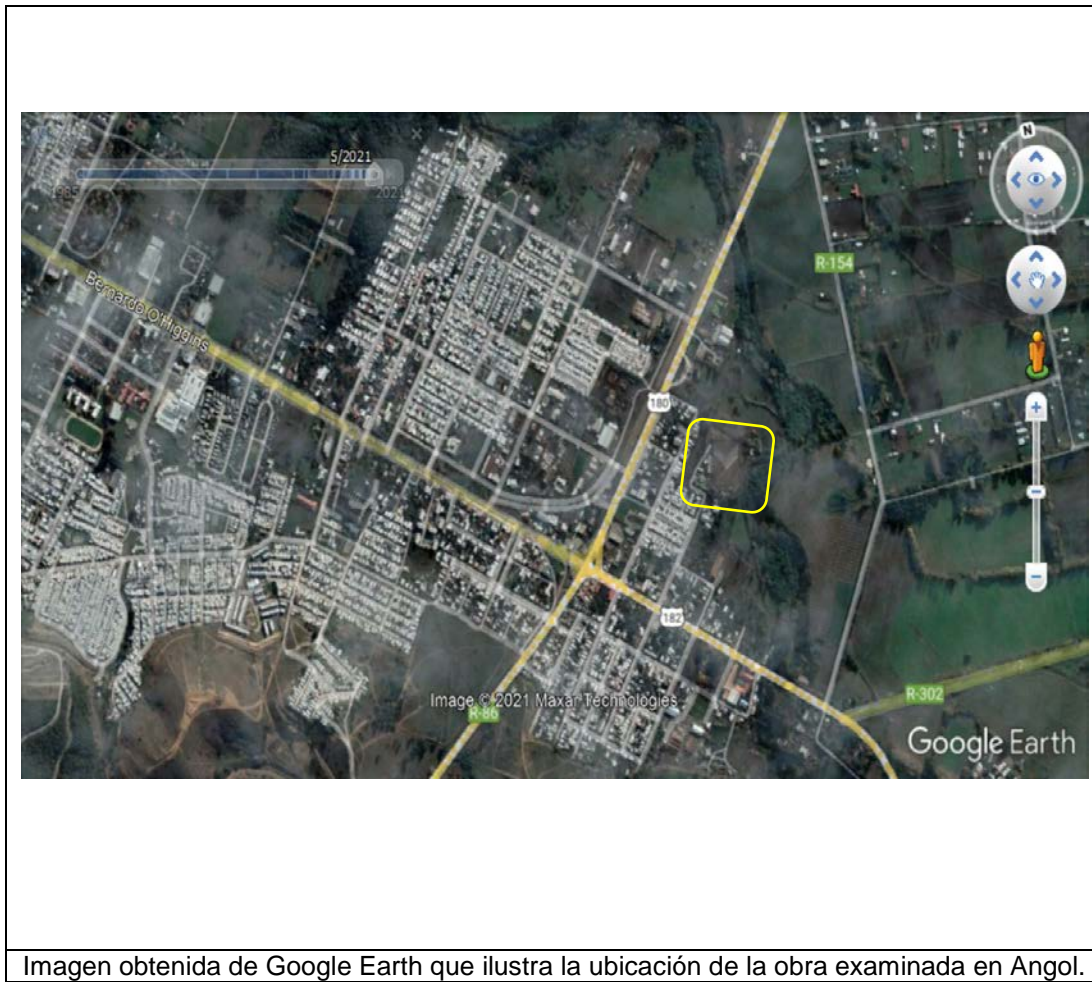 5/2021
1985
2021
N
Bernardo O'Higgins
R-154
180
182
Image © 2021 Maxar Technologies
R-86
R-302
Google Earth
Imagen obtenida de Google Earth que ilustra la ubicación de la obra examinada en Angol.